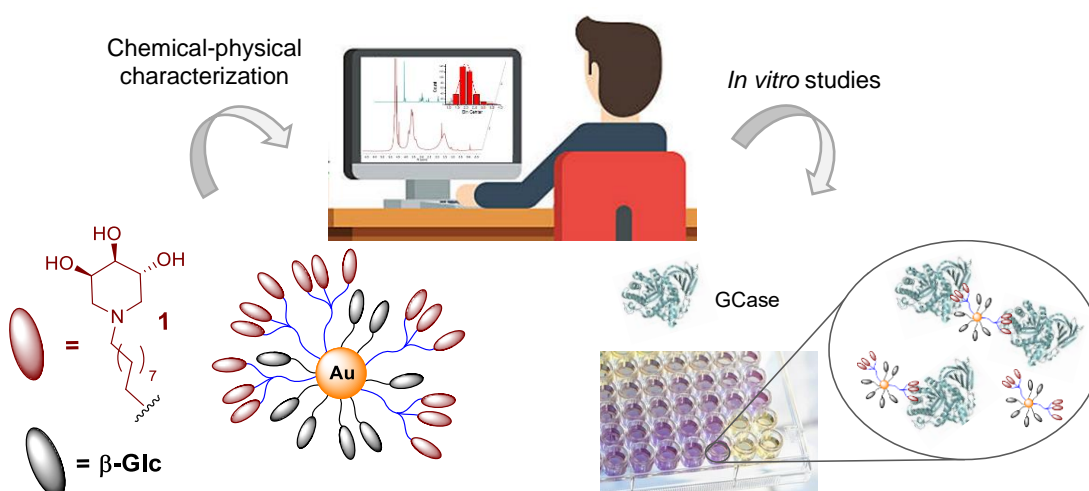 Chemical-physical
characterization
In vitro studies
HO
HO
OH
N
1
7
=
Au
= β-Glc
GCase